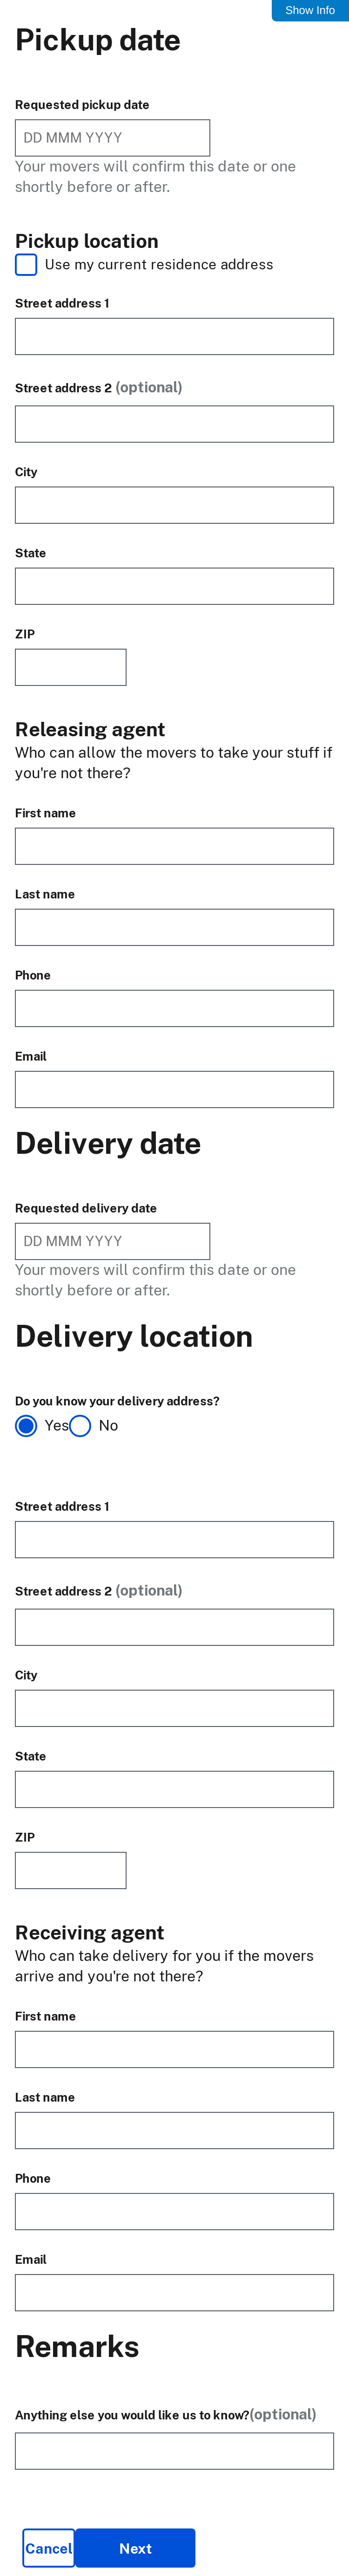 Show Info
Pickup date
Requested pickup date
DD MMM YYYY
Your movers will confirm this date or one
shortly before or after.
Pickup location
Use my current residence address
Street address 1
Street address 2 (optional)
City
State
ZIP
Releasing agent
Who can allow the movers to take your stuff if
you're not there?
First name
Last name
Phone
Email
Delivery date
Requested delivery date
DD MMM YYYY
Your movers will confirm this date or one
shortly before or after.
Delivery location
Do you know your delivery address?
Yes No
Street address 1
Street address 2 (optional)
City
State
ZIP
Receiving agent
Who can take delivery for you if the movers
arrive and you're not there?
First name
Last name
Phone
Email
Remarks
Anything else you would like us to know?(optional)
Cancel Next